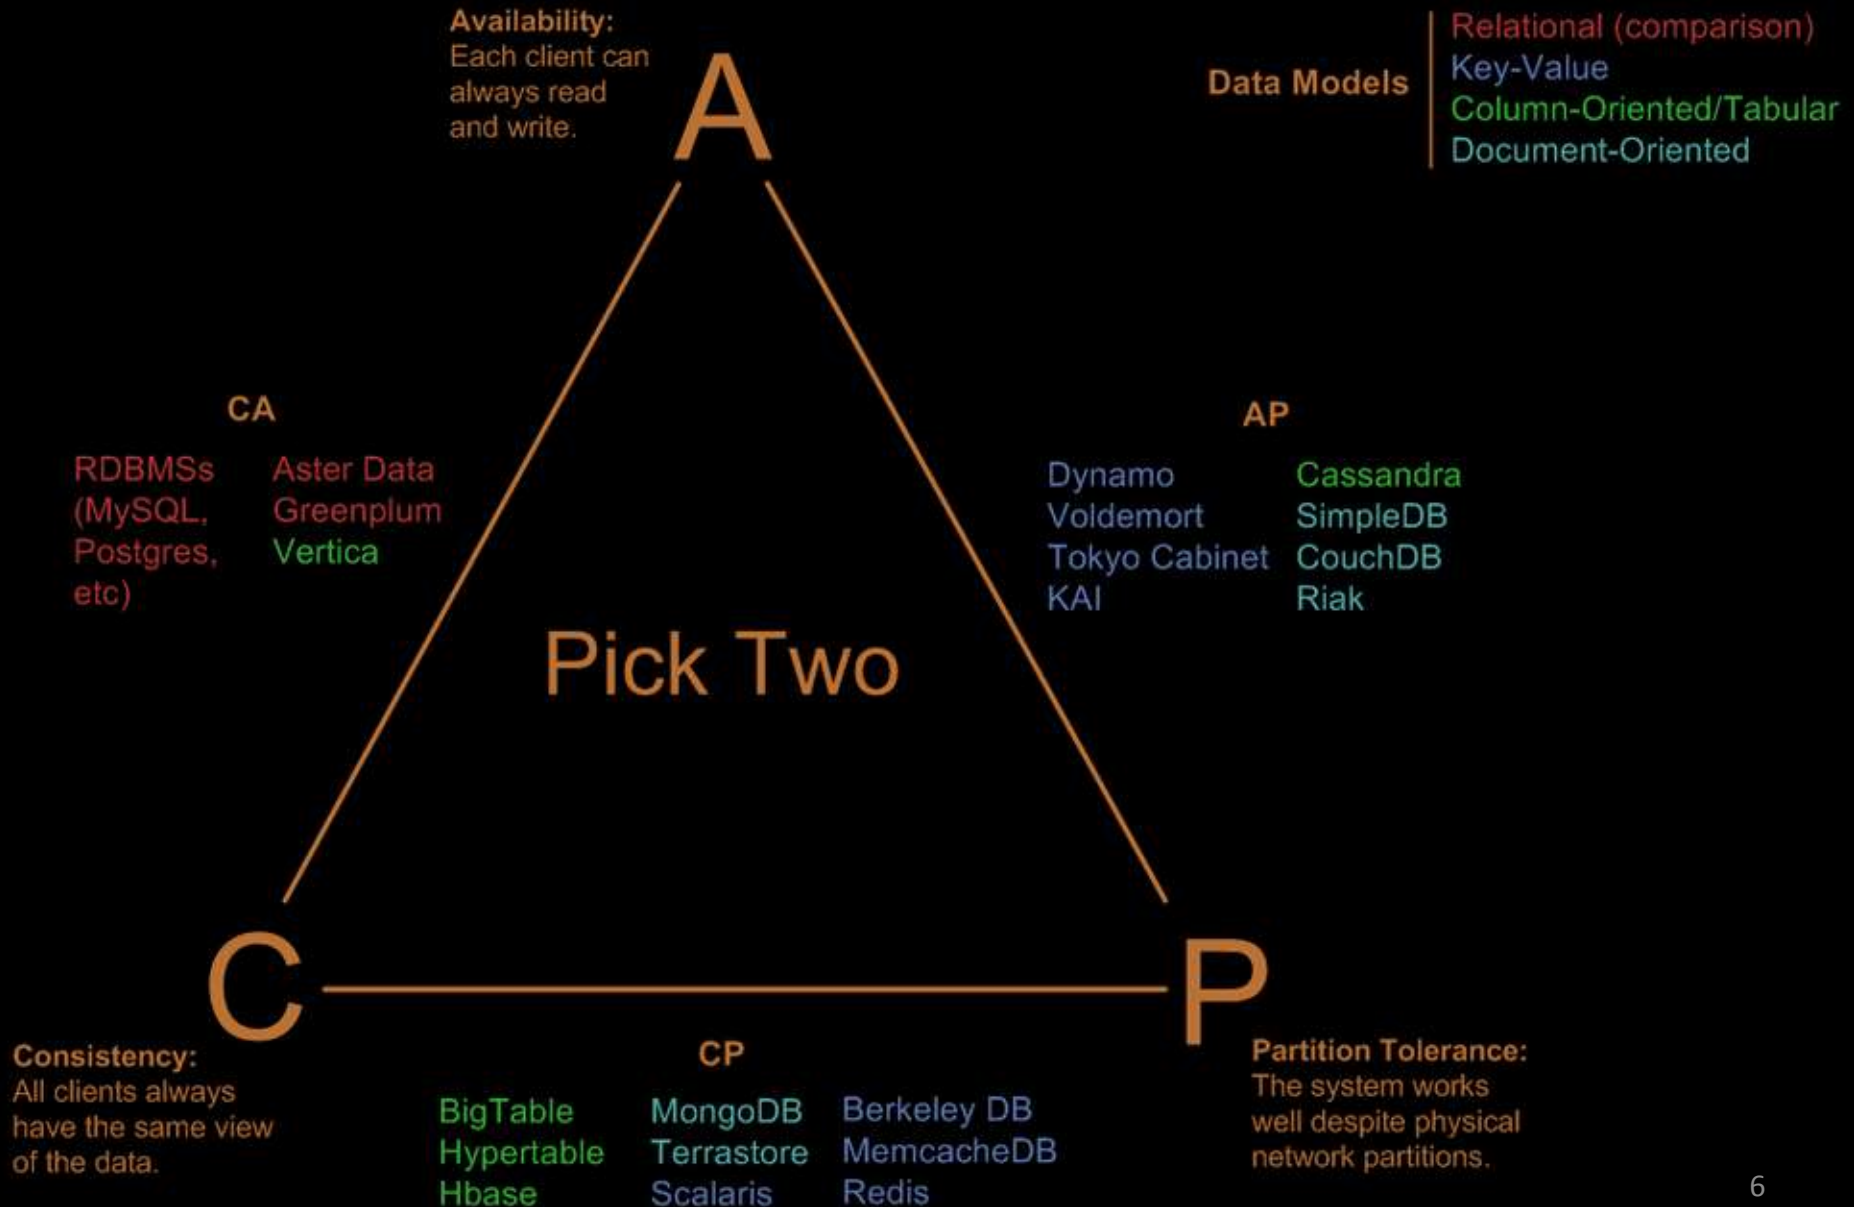 Availability:
Each client can
always read
and write.
A
Data Models
Relational (comparison)
Key-Value
Column-Oriented/Tabular
Document-Oriented
CA
RDBMSs
(MySQL,
Postgres,
etc)
Aster Data
Greenplum
Vertica
AP
Dynamo
Voldemort
Tokyo Cabinet
KAI
Cassandra
SimpleDB
CouchDB
Riak
Pick Two
C
Consistency:
All clients always
have the same view
of the data.
CP
BigTable
Hypertable
Hbase
MongoDB
Terrastore
Scalaris
Berkeley DB
MemcacheDB
Redis
P
Partition Tolerance:
The system works
well despite physical
network partitions.
6